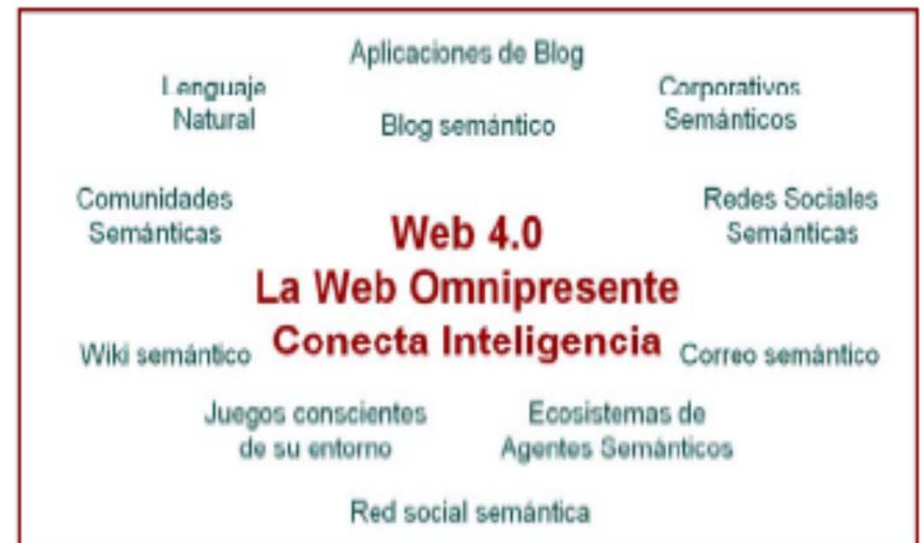 Aplicaciones de Blog
Lenguaje
Natural
Blog semántico
Corporativos
Semánticos
Comunidades
Semánticas
Redes Sociales
Semánticas
Web 4.0
La Web Omnipresente
Conecta Inteligencia
Wiki semántico
Correo semántico
Juegos conscientes
de su entorno
Ecosistemas de
Agentes Semánticos
Red social semántica